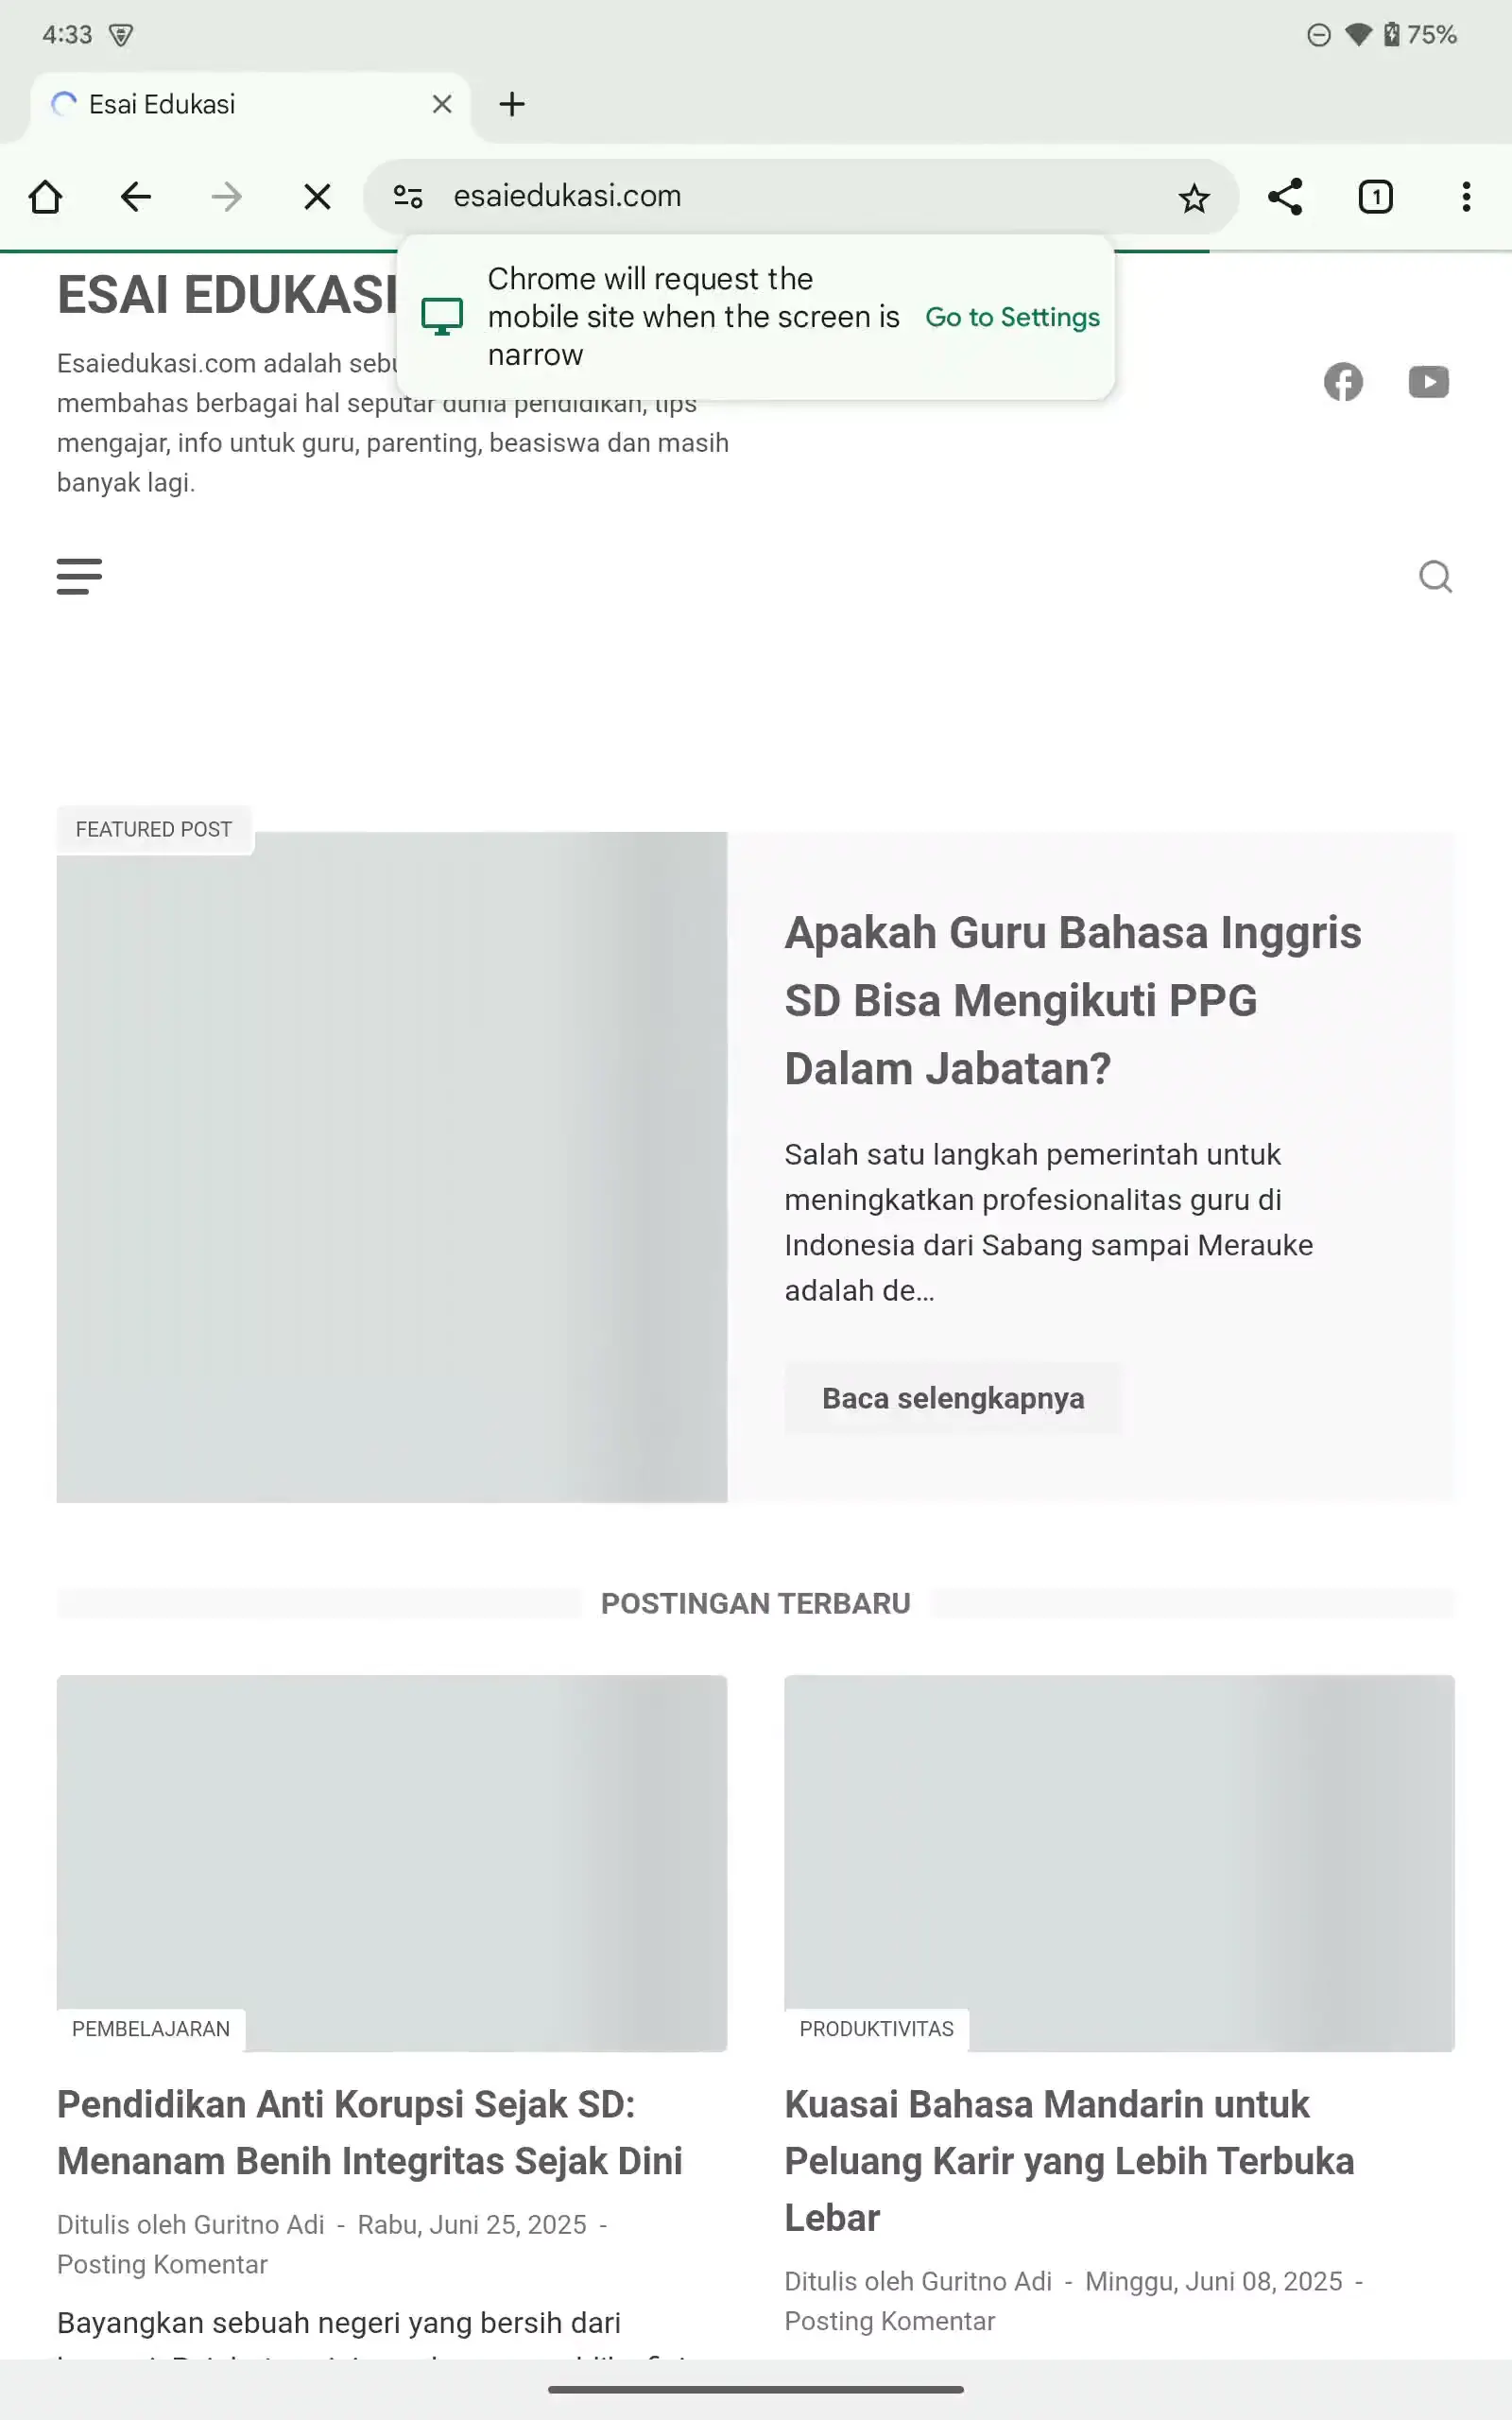 4:33
75%
Esai Edukasi
esaiedukasi.com
1
Chrome will request the
mobile site when the screen is
narrow
Go to Settings
ESAI EDUKASI
Esaiedukasi.com adalah
membahas berbagai hal seputar dunia pendidikan, tips
mengajar, info untuk guru, parenting, beasiswa dan masih
banyak lagi.
FEATURED POST
Apakah Guru Bahasa Inggris
SD Bisa Mengikuti PPG
Dalam Jabatan?
Salah satu langkah pemerintah untuk
meningkatkan profesionalitas guru di
Indonesia dari Sabang sampai Merauke
adalah de...
Baca selengkapnya
POSTINGAN TERBARU
PEMBELAJARAN
Pendidikan Anti Korupsi Sejak SD:
Menanam Benih Integritas Sejak Dini
Ditulis oleh Guritno Adi - Rabu, Juni 25, 2025 -
Posting Komentar
Bayangkan sebuah negeri yang bersih dari
PRODUKTIVITAS
Kuasai Bahasa Mandarin untuk
Peluang Karir yang Lebih Terbuka
Lebar
Ditulis oleh Guritno Adi - Minggu, Juni 08, 2025 -
Posting Komentar